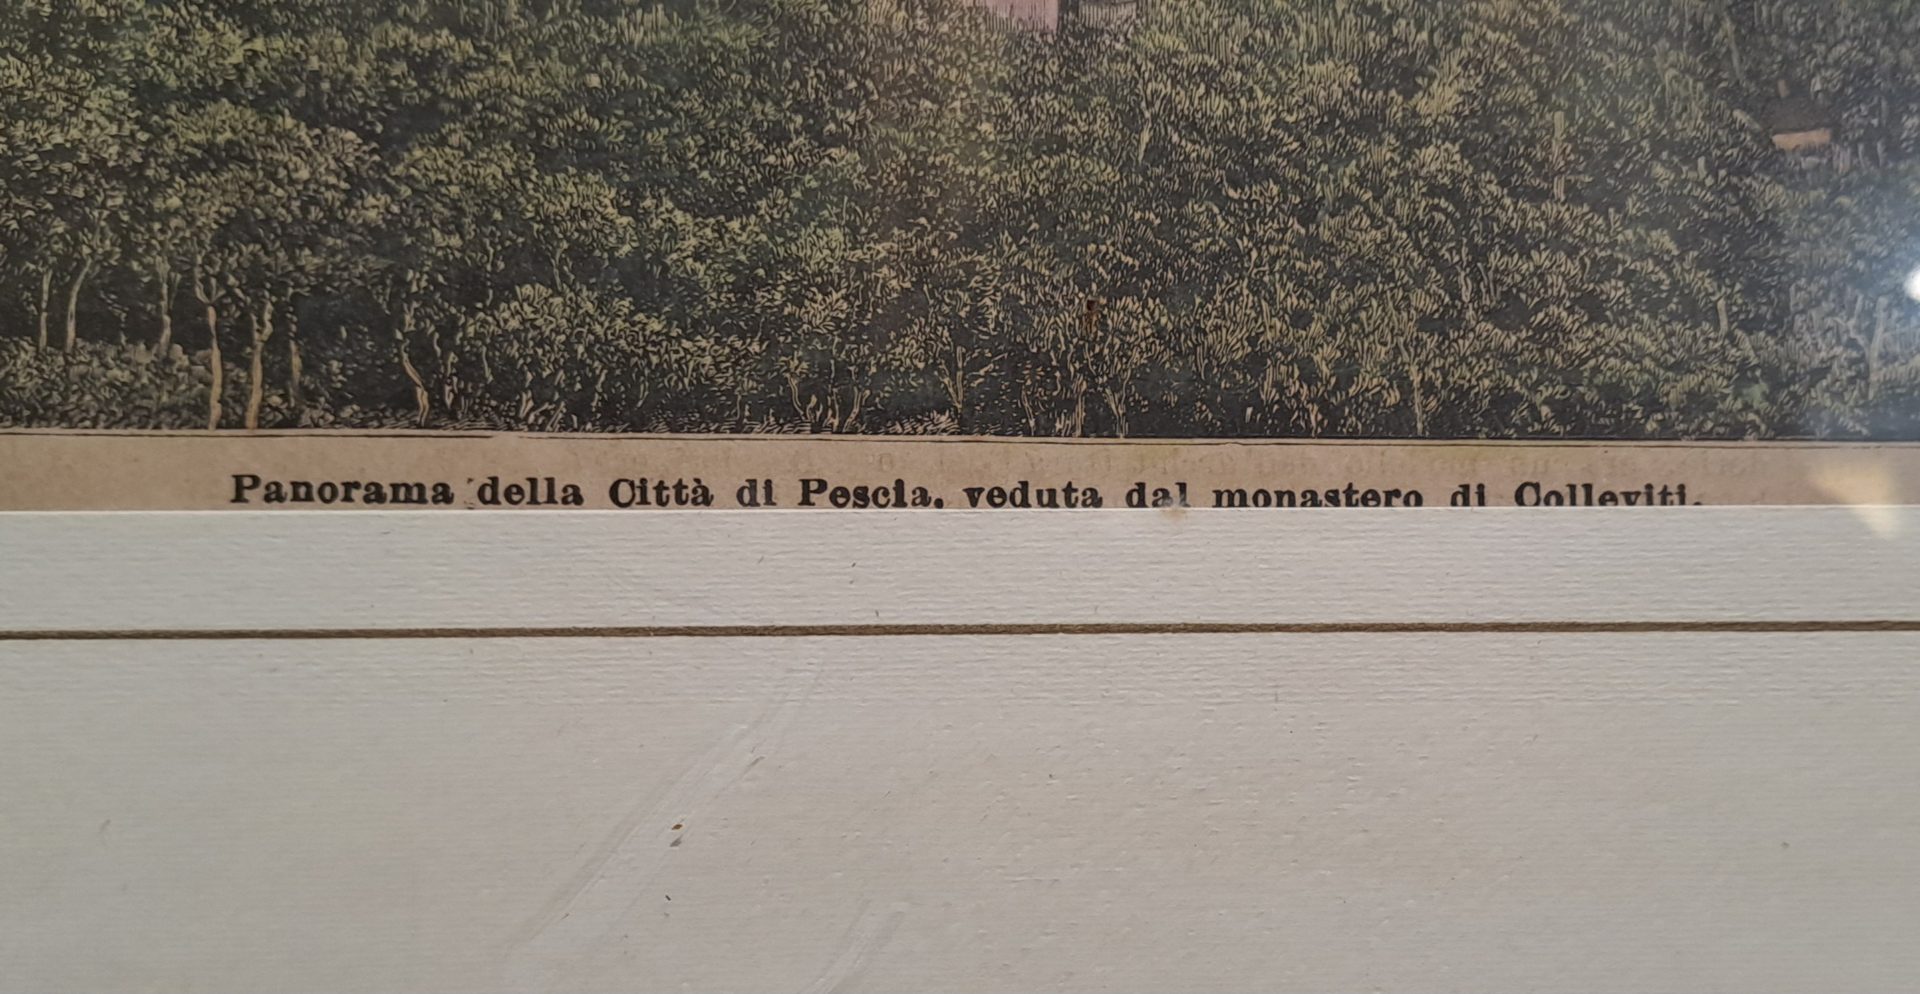 Panorama della Città di Pescia, veduta dal monastero di Colleviti.